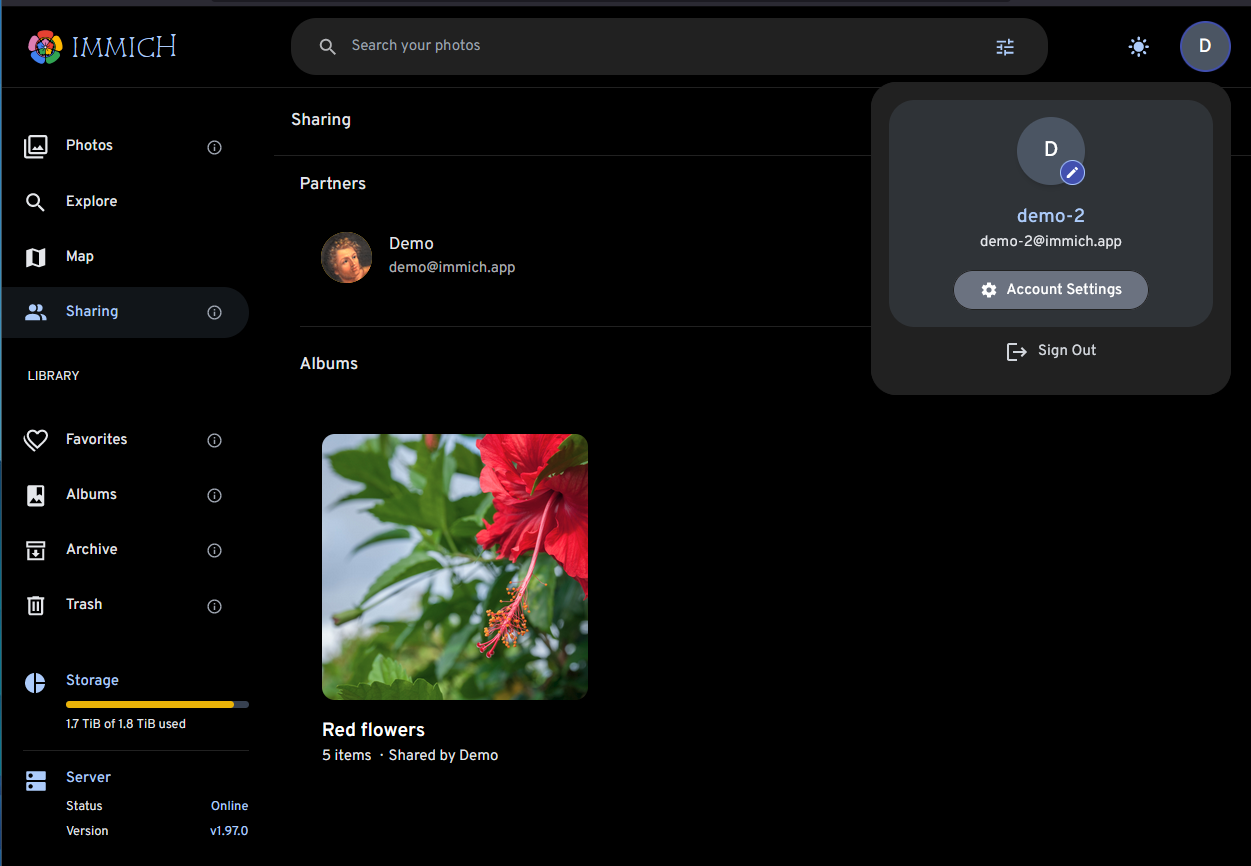 IMMICH
Search your photos
D
Photos
Explore
Map
Sharing
LIBRARY
Favorites
Albums
Archive
Trash
Storage
1.7 TiB of 1.8 TiB used
Server
Status Online
Version v1.97.0
Sharing
Partners
Demo
demo@immich.app
Albums
Red flowers
5 items · Shared by Demo
D
demo-2
demo-2@immich.app
Account Settings
Sign Out